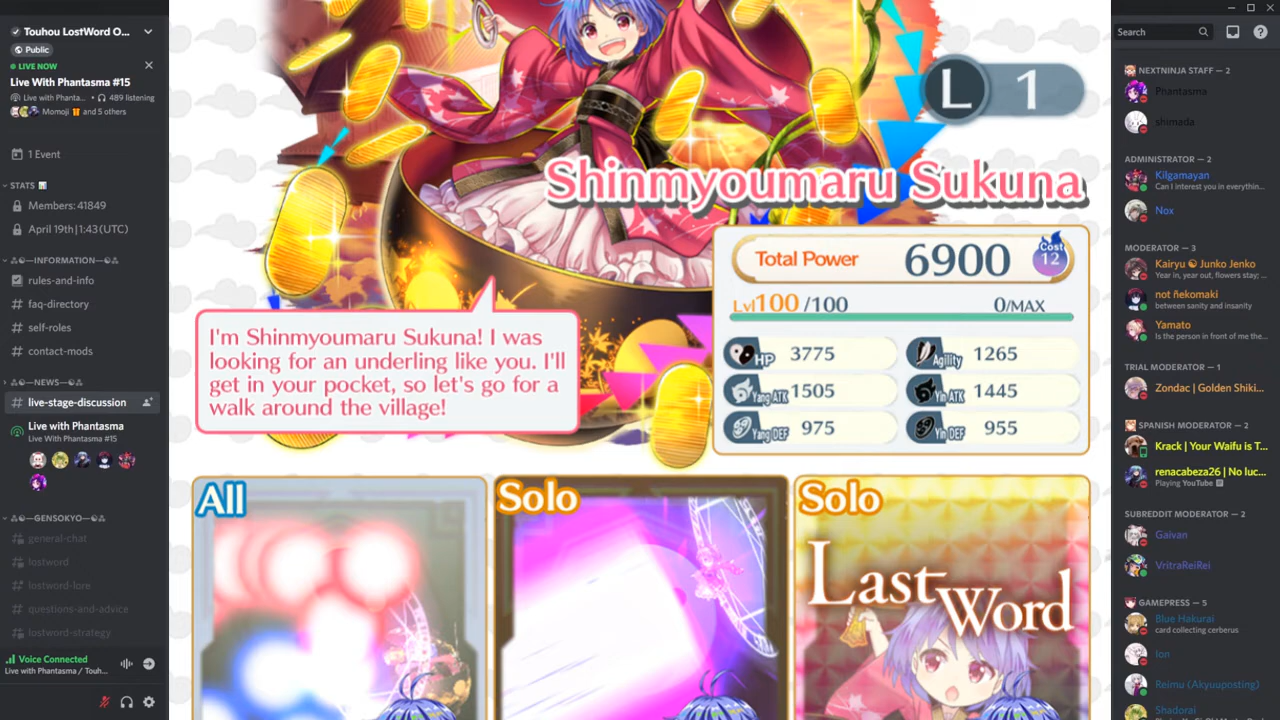 Touhou LostWord O...
Public
LIVE NOW
Live With Phantasma #15
Live with Phanta... • 489 listening
Momoji and 5 others
1 Event
STATS
Members: 41849
April 19th | 1:43 (UTC)
INFORMATION
rules-and-info
faq-directory
self-roles
contact-mods
NEWS
live-stage-discussion
Live with Phantasma
Live With Phantasma #15
GENSOKYO
general-chat
lostword
lostword-lore
questions-and-advice
lostword-strategy
Voice Connected
Live with Phantasma / Touh...
L 1
Shinmyoumaru Sukuna
Total Power 6900 Cost 12
Lvl 100 /100 0/MAX
HP 3775 Agility 1265
Yang ATK 1505 Yin ATK 1445
Yang DEF 975 Yin DEF 955
I'm Shinmyoumaru Sukuna! I was
looking for an underling like you. I'll
get in your pocket, so let's go for a
walk around the village!
All
Solo
Solo
Last Word
Search
NEXTNINJA STAFF — 2
Phantasma
shimada
ADMINISTRATOR — 2
Kilgamayan
Can I interest you in everythin...
Nox
MODERATOR — 3
Kairyu Junko Jenko
Year in, year out, flowers stay; ...
not ñekomaki
between sanity and insanity
Yamato
Is the person in front of me the...
TRIAL MODERATOR — 1
Zondac | Golden Shiki...
SPANISH MODERATOR — 2
Krack | Your Waifu is T...
renacabeza26 | No luc...
Playing YouTube
SUBREDDIT MODERATOR — 2
Gaivan
VritraReiRei
GAMEPRESS — 5
Blue Hakurai
card collecting cerberus
Ion
Reimu (Akyuuposting)
Shadorai